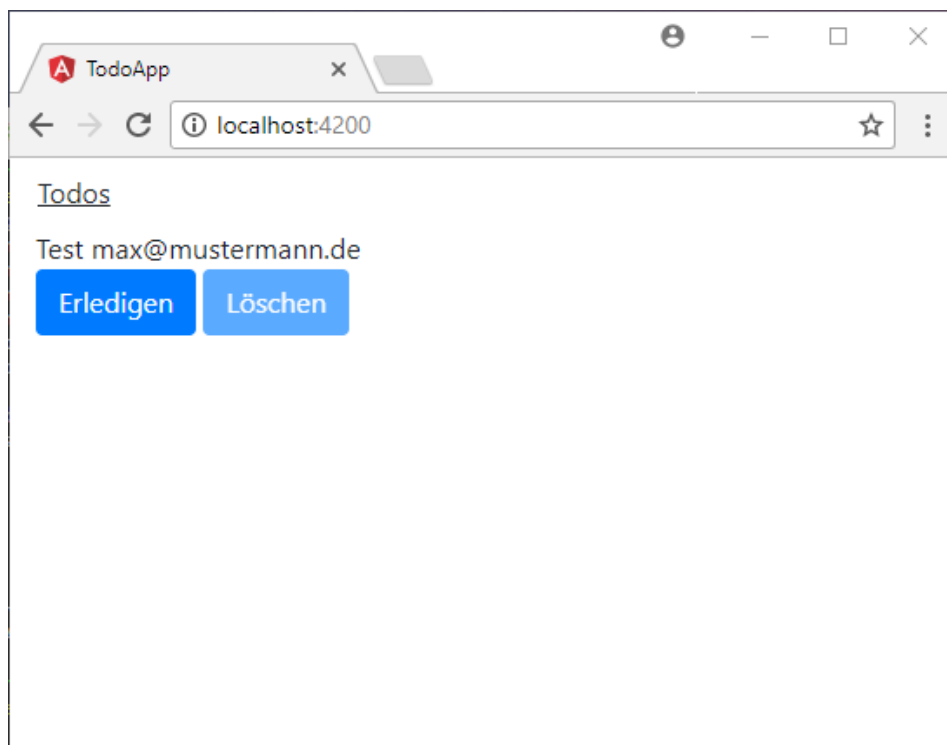 TodoApp
localhost:4200
Todos
Test max@mustermann.de
Erledigen Löschen